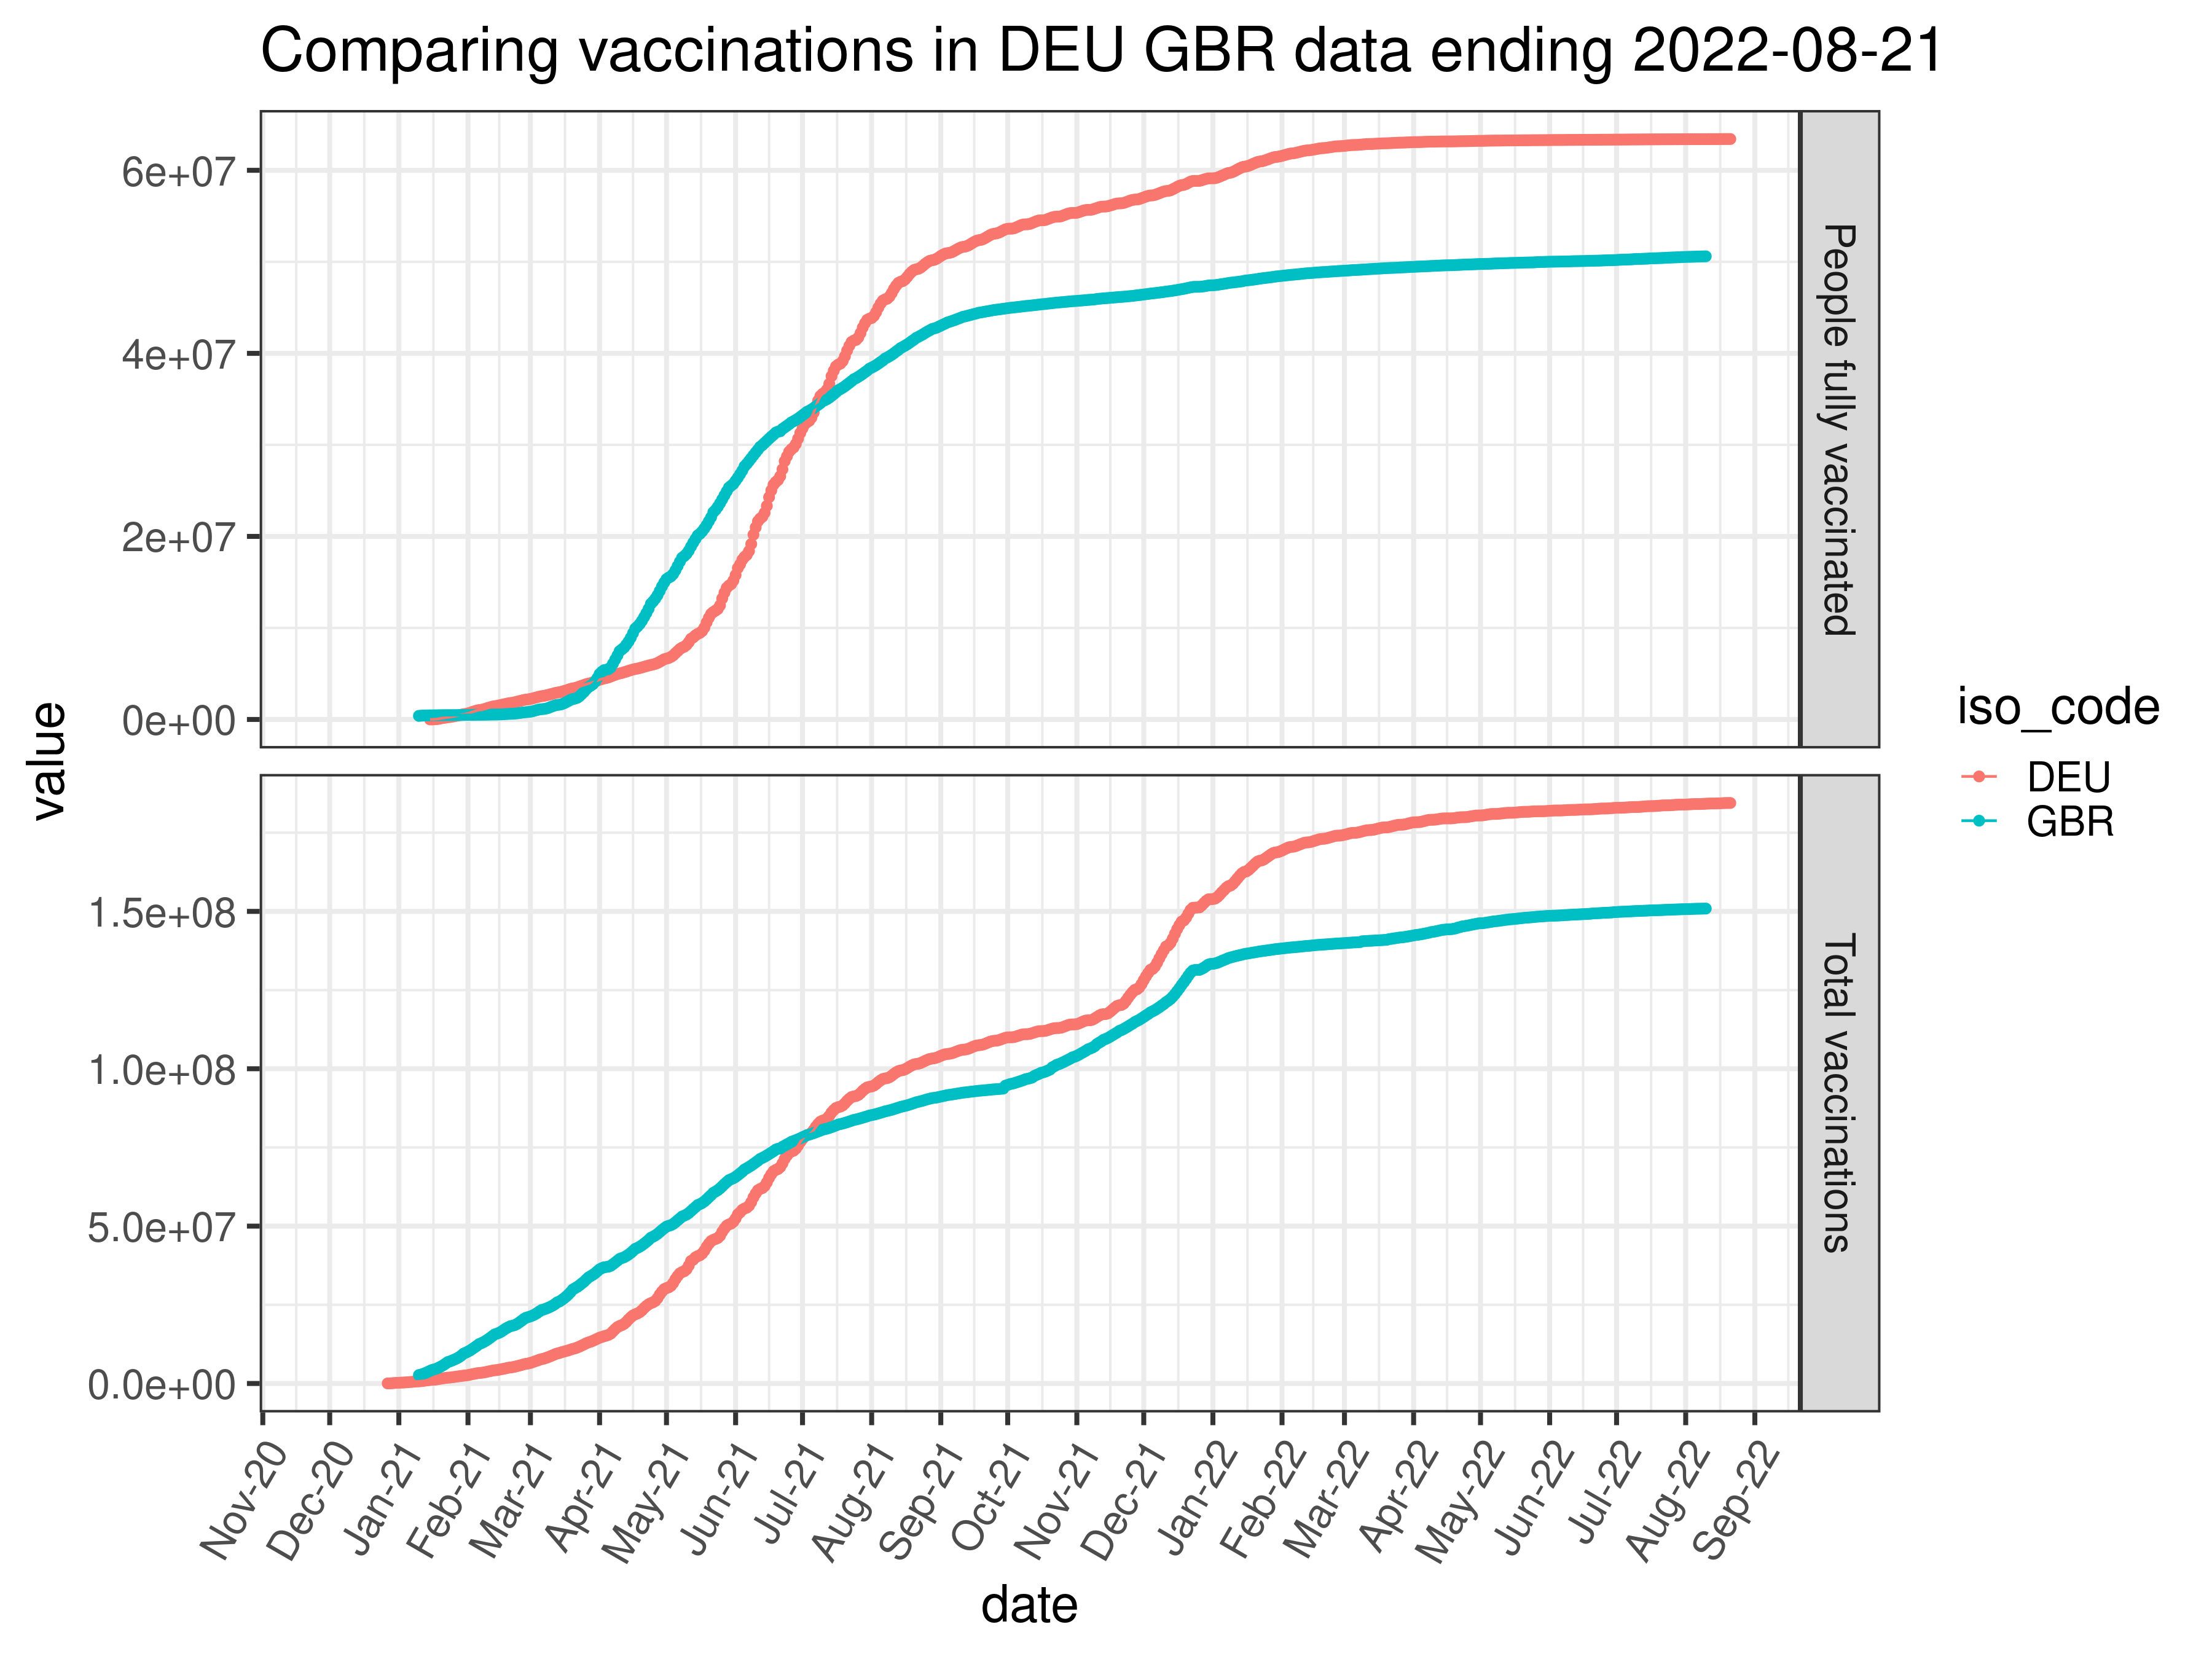 Comparing vaccinations in DEU GBR data ending 2022-08-21
6e+07
4e+07
2e+07
0e+00
People fully vaccinated
1.5e+08
1.0e+08
5.0e+07
0.0e+00
Total vaccinations
value
Nov-20
Dec-20
Jan-21
Feb-21
Mar-21
Apr-21
May-21
Jun-21
Jul-21
Aug-21
Sep-21
Oct-21
Nov-21
Dec-21
Jan-22
Feb-22
Mar-22
Apr-22
May-22
Jun-22
Jul-22
Aug-22
Sep-22
date
iso_code
DEU
GBR